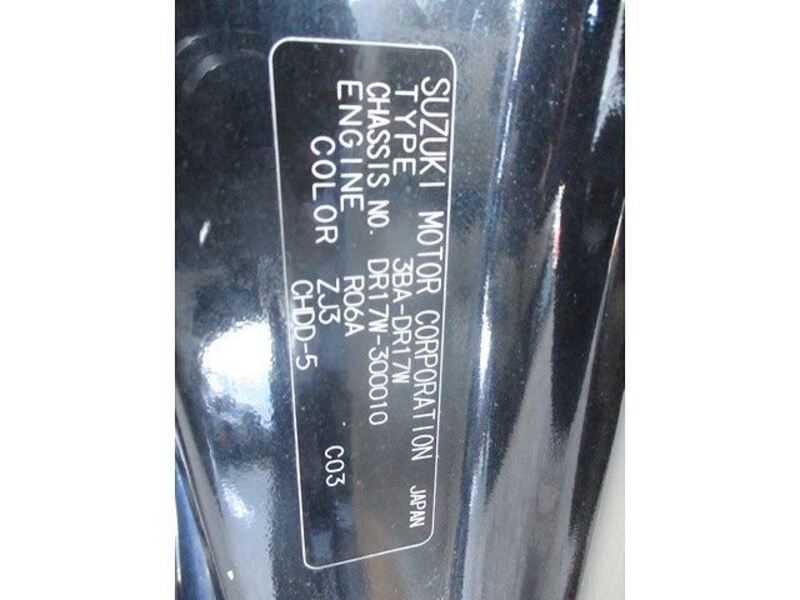 SUZUKI MOTOR CORPORATION JAPAN
TYPE 3BA-DR17W
CHASSIS NO. DR17W-300010
ENGINE R06A
COLOR ZJ3 C03
CHDD-5